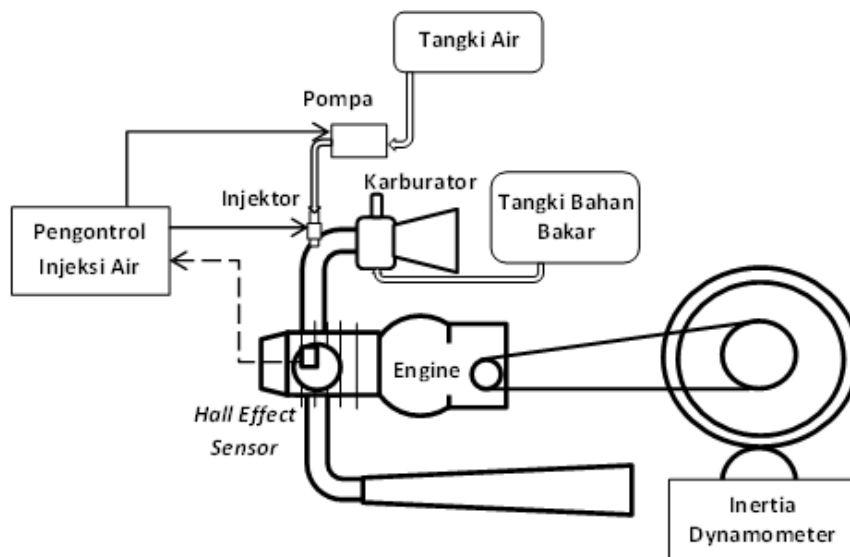 Tangki Air
Pompa
Injektor
Karburator
Tangki Bahan
Bakar
Pengontrol
Injeksi Air
Engine
Hall Effect
Sensor
Inertia
Dynamometer